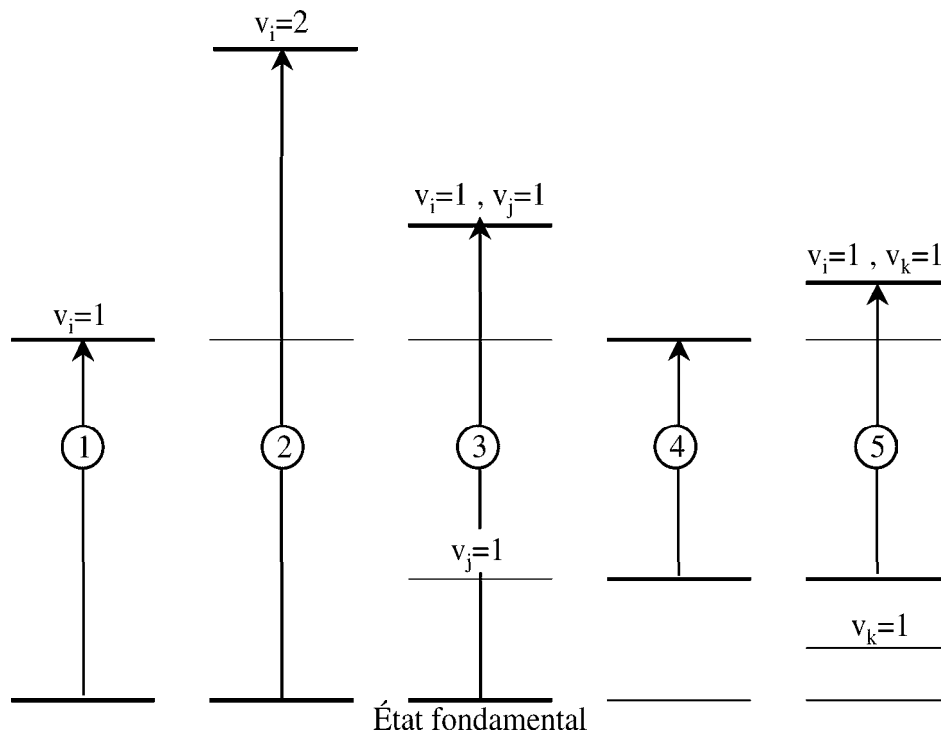 v_i=2
v_i=1 , v_j=1
v_i=1 , v_k=1
v_i=1
1
2
3
4
5
v_j=1
v_k=1
État fondamental